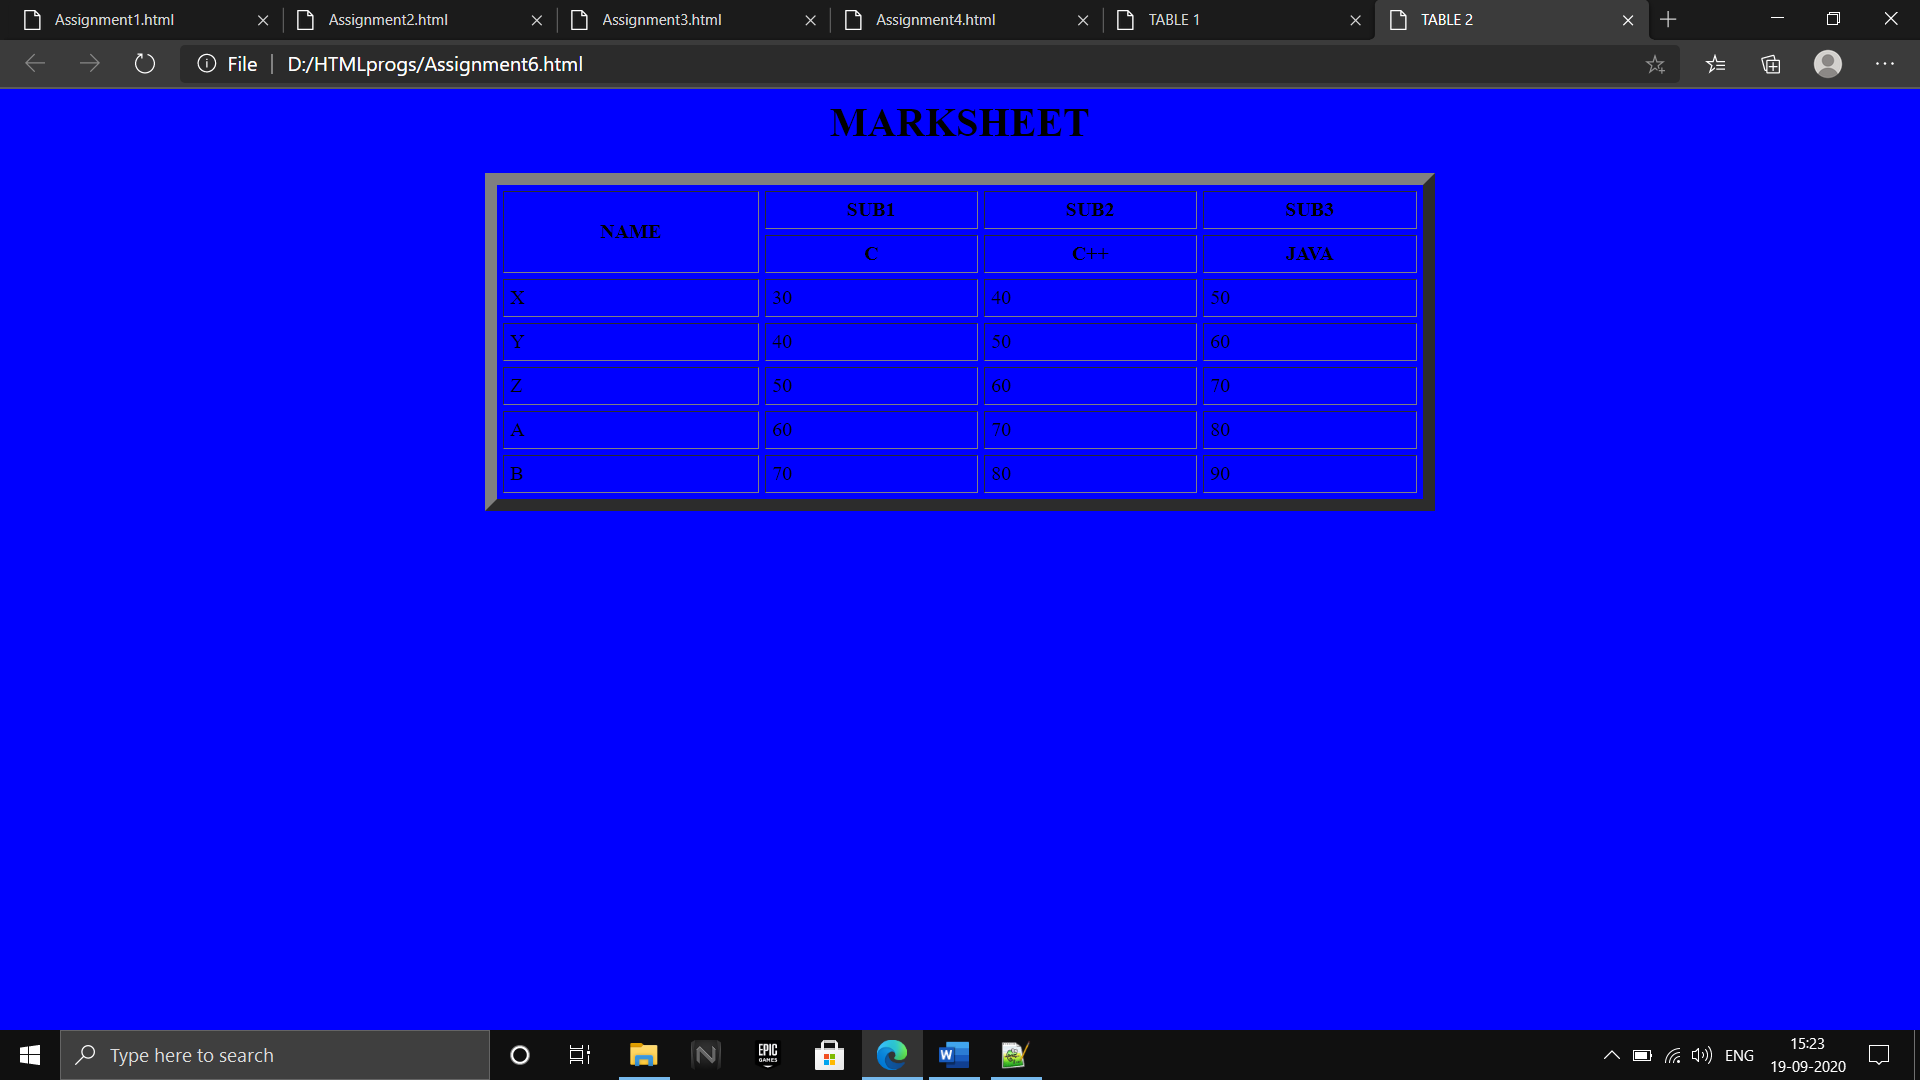 Assignment1.html Assignment2.html Assignment3.html Assignment4.html TABLE 1 TABLE 2
File D:/HTMLprogs/Assignment6.html
MARKSHEET
NAME SUB1 SUB2 SUB3
C C++ JAVA
X 30 40 50
Y 40 50 60
Z 50 60 70
A 60 70 80
B 70 80 90
Type here to search EPIC GAMES W ENG 15:23
19-09-2020